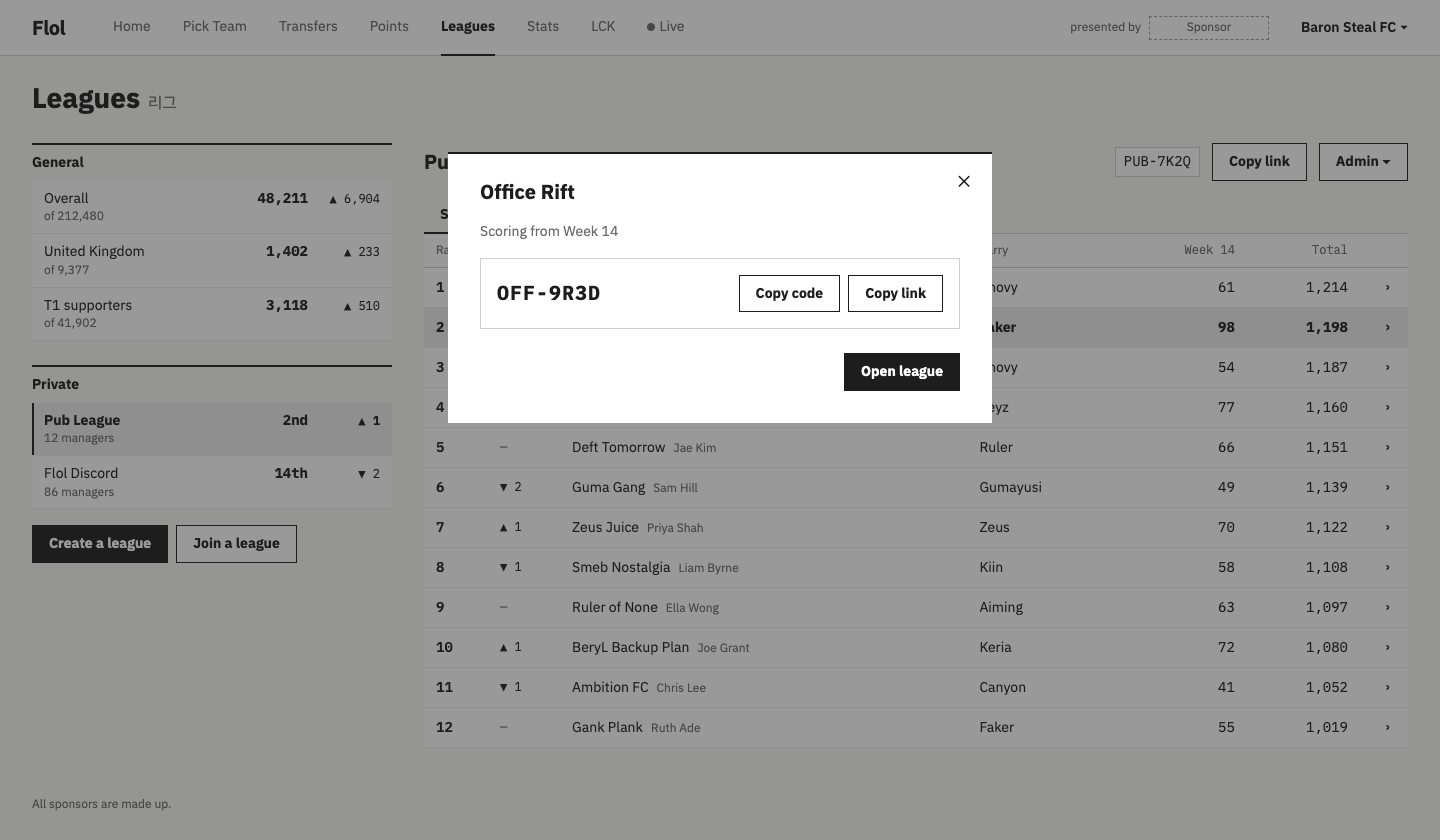 Flol Home Pick Team Transfers Points Leagues Stats LCK Live presented by Sponsor Baron Steal FC
Leagues 리그
General
Overall 48,211 ▲ 6,904
of 212,480
United Kingdom 1,402 ▲ 233
of 9,377
T1 supporters 3,118 ▲ 510
of 41,902
Private
Pub League 2nd ▲ 1
12 managers
Flol Discord 14th ▼ 2
86 managers
Create a league Join a league
PUB-7K2Q Copy link Admin
Office Rift
Scoring from Week 14
OFF-9R3D Copy code Copy link
Open league
Week 14 Total
1 61 1,214 ›
2 98 1,198 ›
3 54 1,187 ›
4 77 1,160 ›
5 – Deft Tomorrow Jae Kim Ruler 66 1,151 ›
6 ▼ 2 Guma Gang Sam Hill Gumayusi 49 1,139 ›
7 ▲ 1 Zeus Juice Priya Shah Zeus 70 1,122 ›
8 ▼ 1 Smeb Nostalgia Liam Byrne Kiin 58 1,108 ›
9 – Ruler of None Ella Wong Aiming 63 1,097 ›
10 ▲ 1 BeryL Backup Plan Joe Grant Keria 72 1,080 ›
11 ▼ 1 Ambition FC Chris Lee Canyon 41 1,052 ›
12 – Gank Plank Ruth Ade Faker 55 1,019 ›
All sponsors are made up.